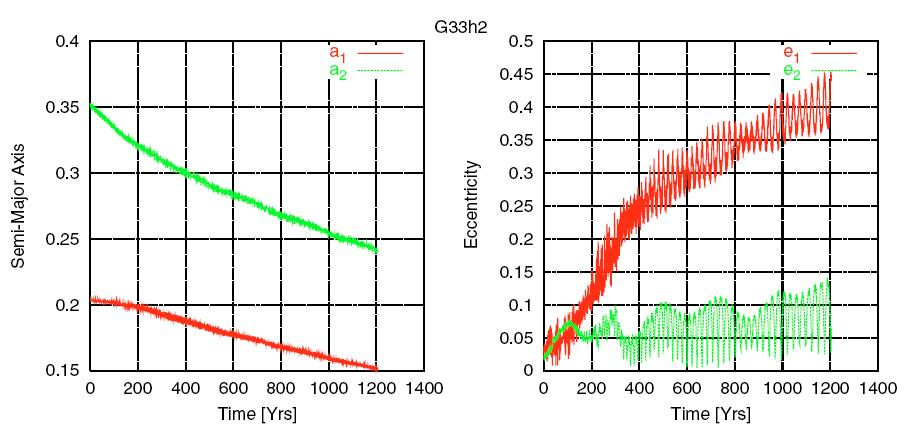 G33h2
Semi-Major Axis
0.4
0.35
0.3
0.25
0.2
0.15
a1
a2
0 200 400 600 800 1000 1200 1400
Time [Yrs]
Eccentricity
0.5
0.45
0.4
0.35
0.3
0.25
0.2
0.15
0.1
0.05
0
e1
e2
0 200 400 600 800 1000 1200 1400
Time [Yrs]